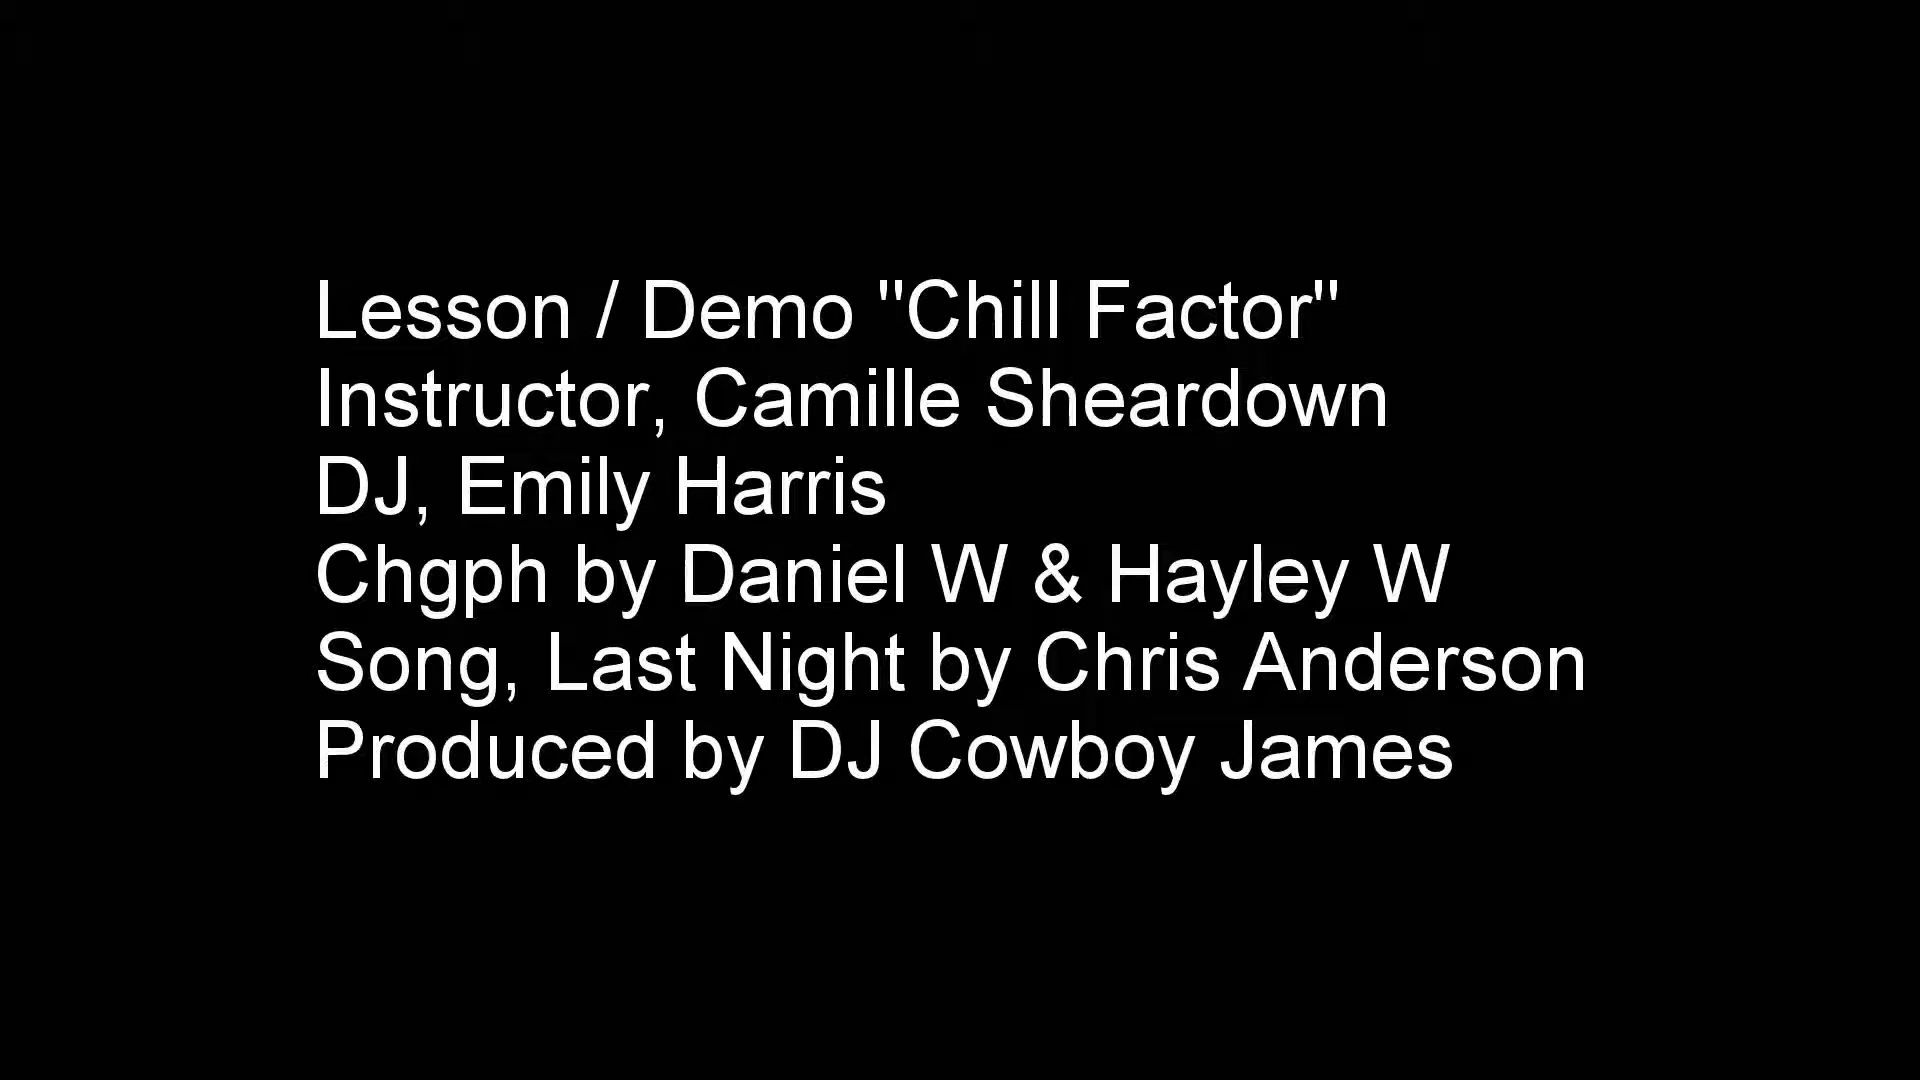 Lesson / Demo "Chill Factor"
Instructor, Camille Sheardown
DJ, Emily Harris
Chgph by Daniel W & Hayley W
Song, Last Night by Chris Anderson
Produced by DJ Cowboy James